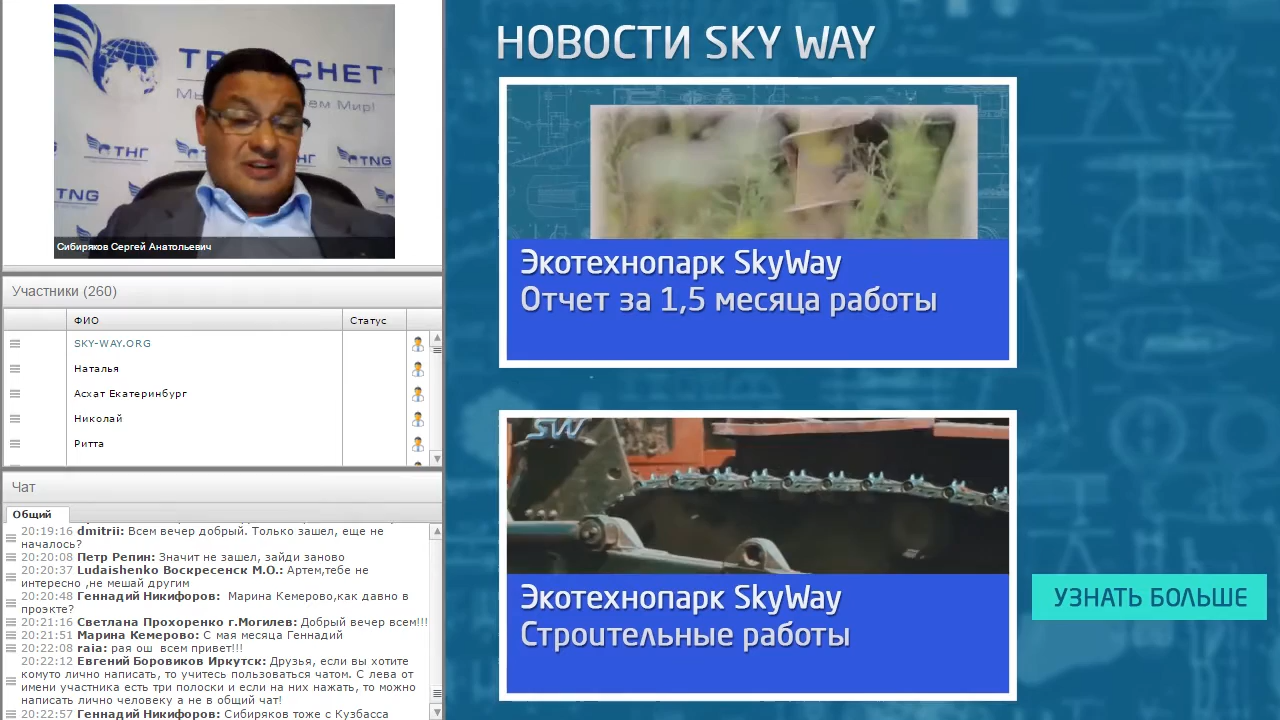 НОВОСТИ SKY WAY
ТНГ
TNG
TNG
Сибиряков Сергей Анатольевич
Участники (260)
ФИО
Статус
SKY-WAY.ORG
Наталья
Асхат Екатеринбург
Николай
Ритта
Чат
Общий
20:19:16 dmitrii: Всем вечер добрый. Только зашел, еще не
началось?
20:20:08 Петр Репин: Значит не зашел, зайди заново
20:20:37 Ludaishenko Воскресенск М.О.: Артем,тебе не
интересно ,не мешай другим
20:20:48 Геннадий Никифоров: Марина Кемерово,как давно в
проэкте?
20:21:16 Светлана Прохоренко г.Могилев: Добрый вечер всем!!!
20:21:51 Марина Кемерово: С мая месяца Геннадий
20:22:08 raia: рая ош всем привет!!!
20:22:12 Евгений Боровиков Иркутск: Друзья, если вы хотите
комуто лично написать, то учитесь пользоваться чатом. С лева от
имени участника есть три полоски и если на них нажать, то можно
написать лично человеку а не в общий чат!
20:22:57 Геннадий Никифоров: Сибиряков тоже с Кузбасса
Экотехнопарк SkyWay
Отчет за 1,5 месяца работы
SW
Экотехнопарк SkyWay
Строительные работы
УЗНАТЬ БОЛЬШЕ